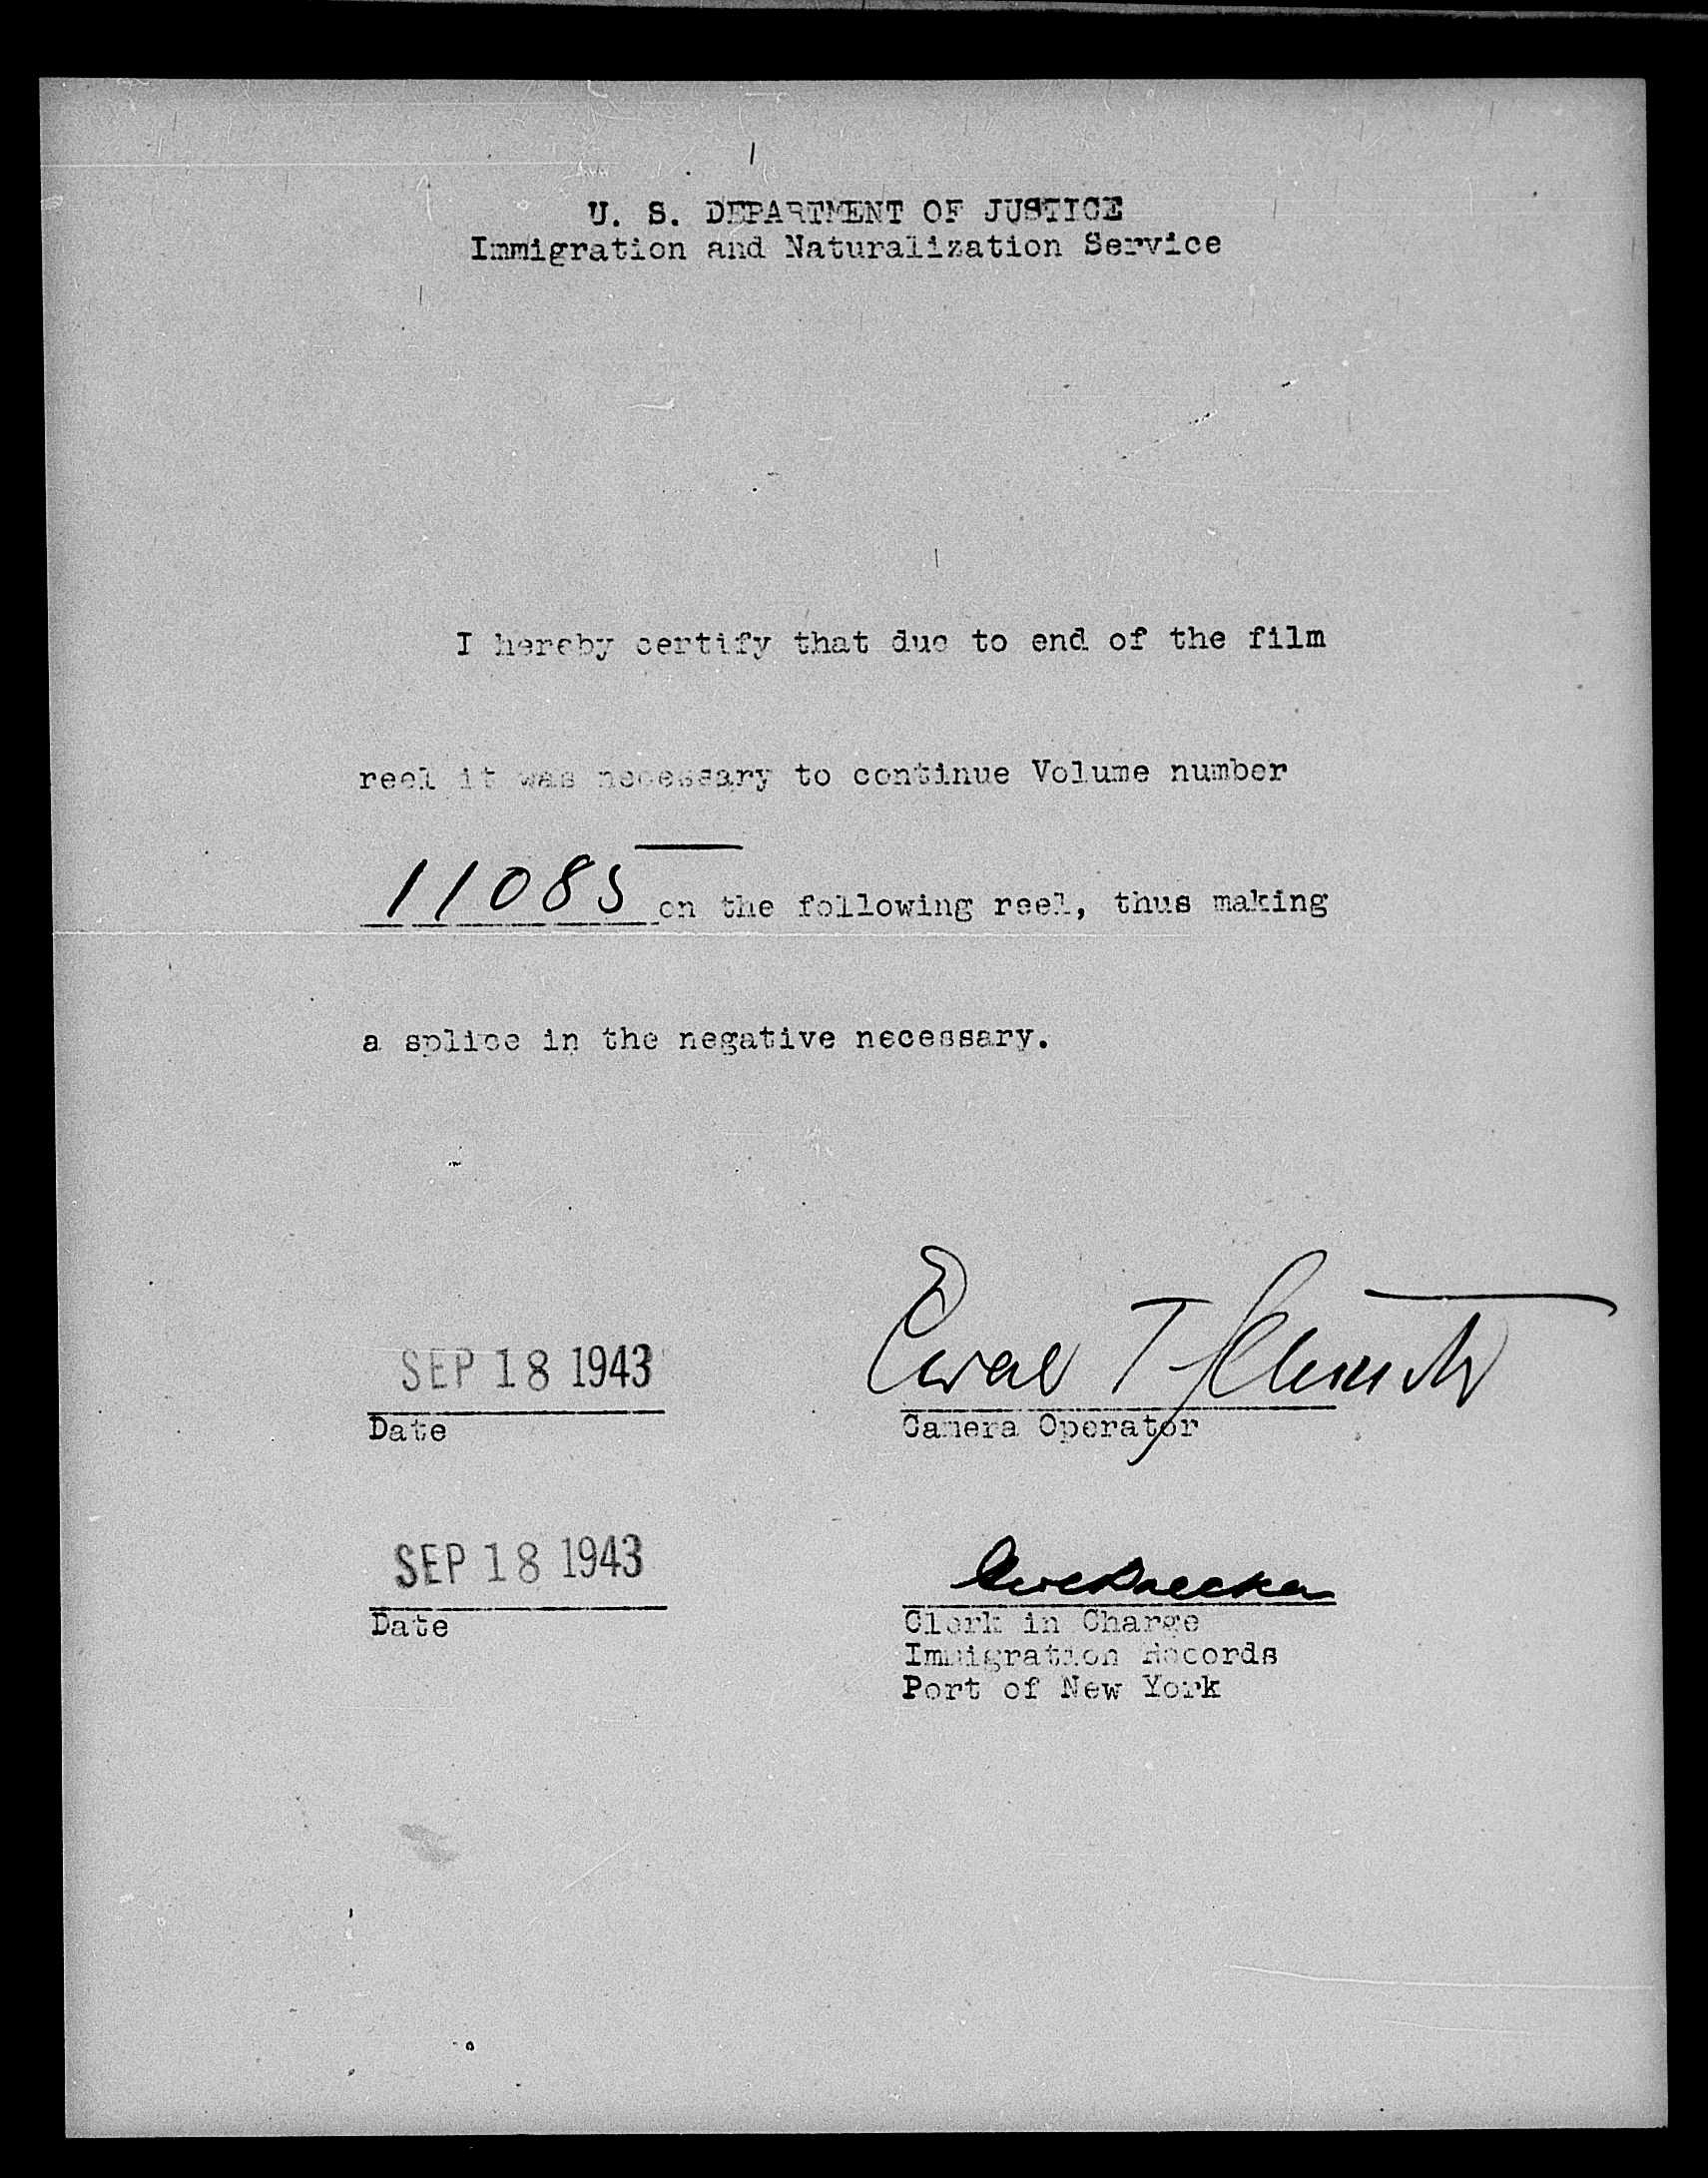 U. S. DEPARTMENT OF JUSTICE
Immigration and Naturalization Service
I hereby certify that due to end of the film
reel it was necessary to continue Volume number
11085 on the following reel, thus making
a splice in the negative necessary.
SEP 18 1943
Date
Camera Operator
SEP 18 1943
Date
Clerk in Charge
Immigration Records
Port of New York